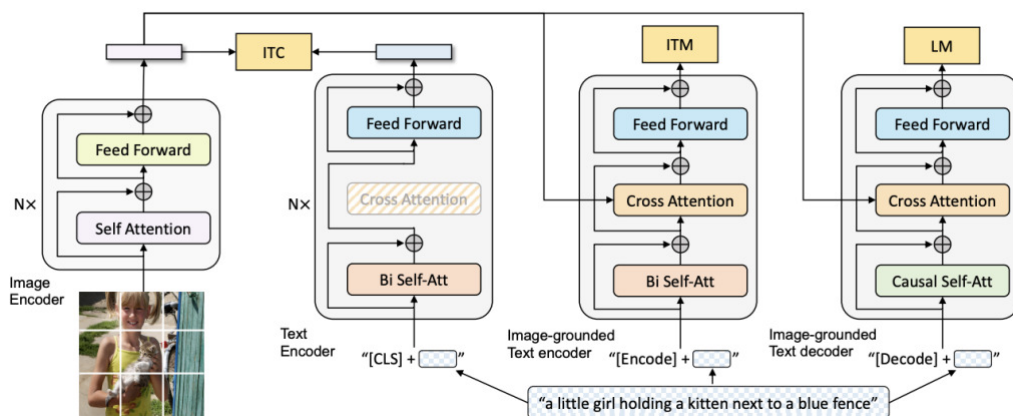 ITC
ITM
LM
N×
Feed Forward
Self Attention
Image
Encoder
N×
Feed Forward
Cross Attention
Bi Self-Att
Text
Encoder
"[CLS] + "
Feed Forward
Cross Attention
Bi Self-Att
Image-grounded
Text encoder
"[Encode] + "
Feed Forward
Cross Attention
Causal Self-Att
Image-grounded
Text decoder
"[Decode] + "
"a little girl holding a kitten next to a blue fence"